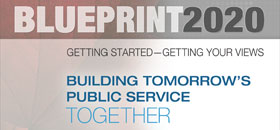 BLUEPRINT2020
GETTING STARTED—GETTING YOUR VIEWS
BUILDING TOMORROW'S
PUBLIC SERVICE
TOGETHER